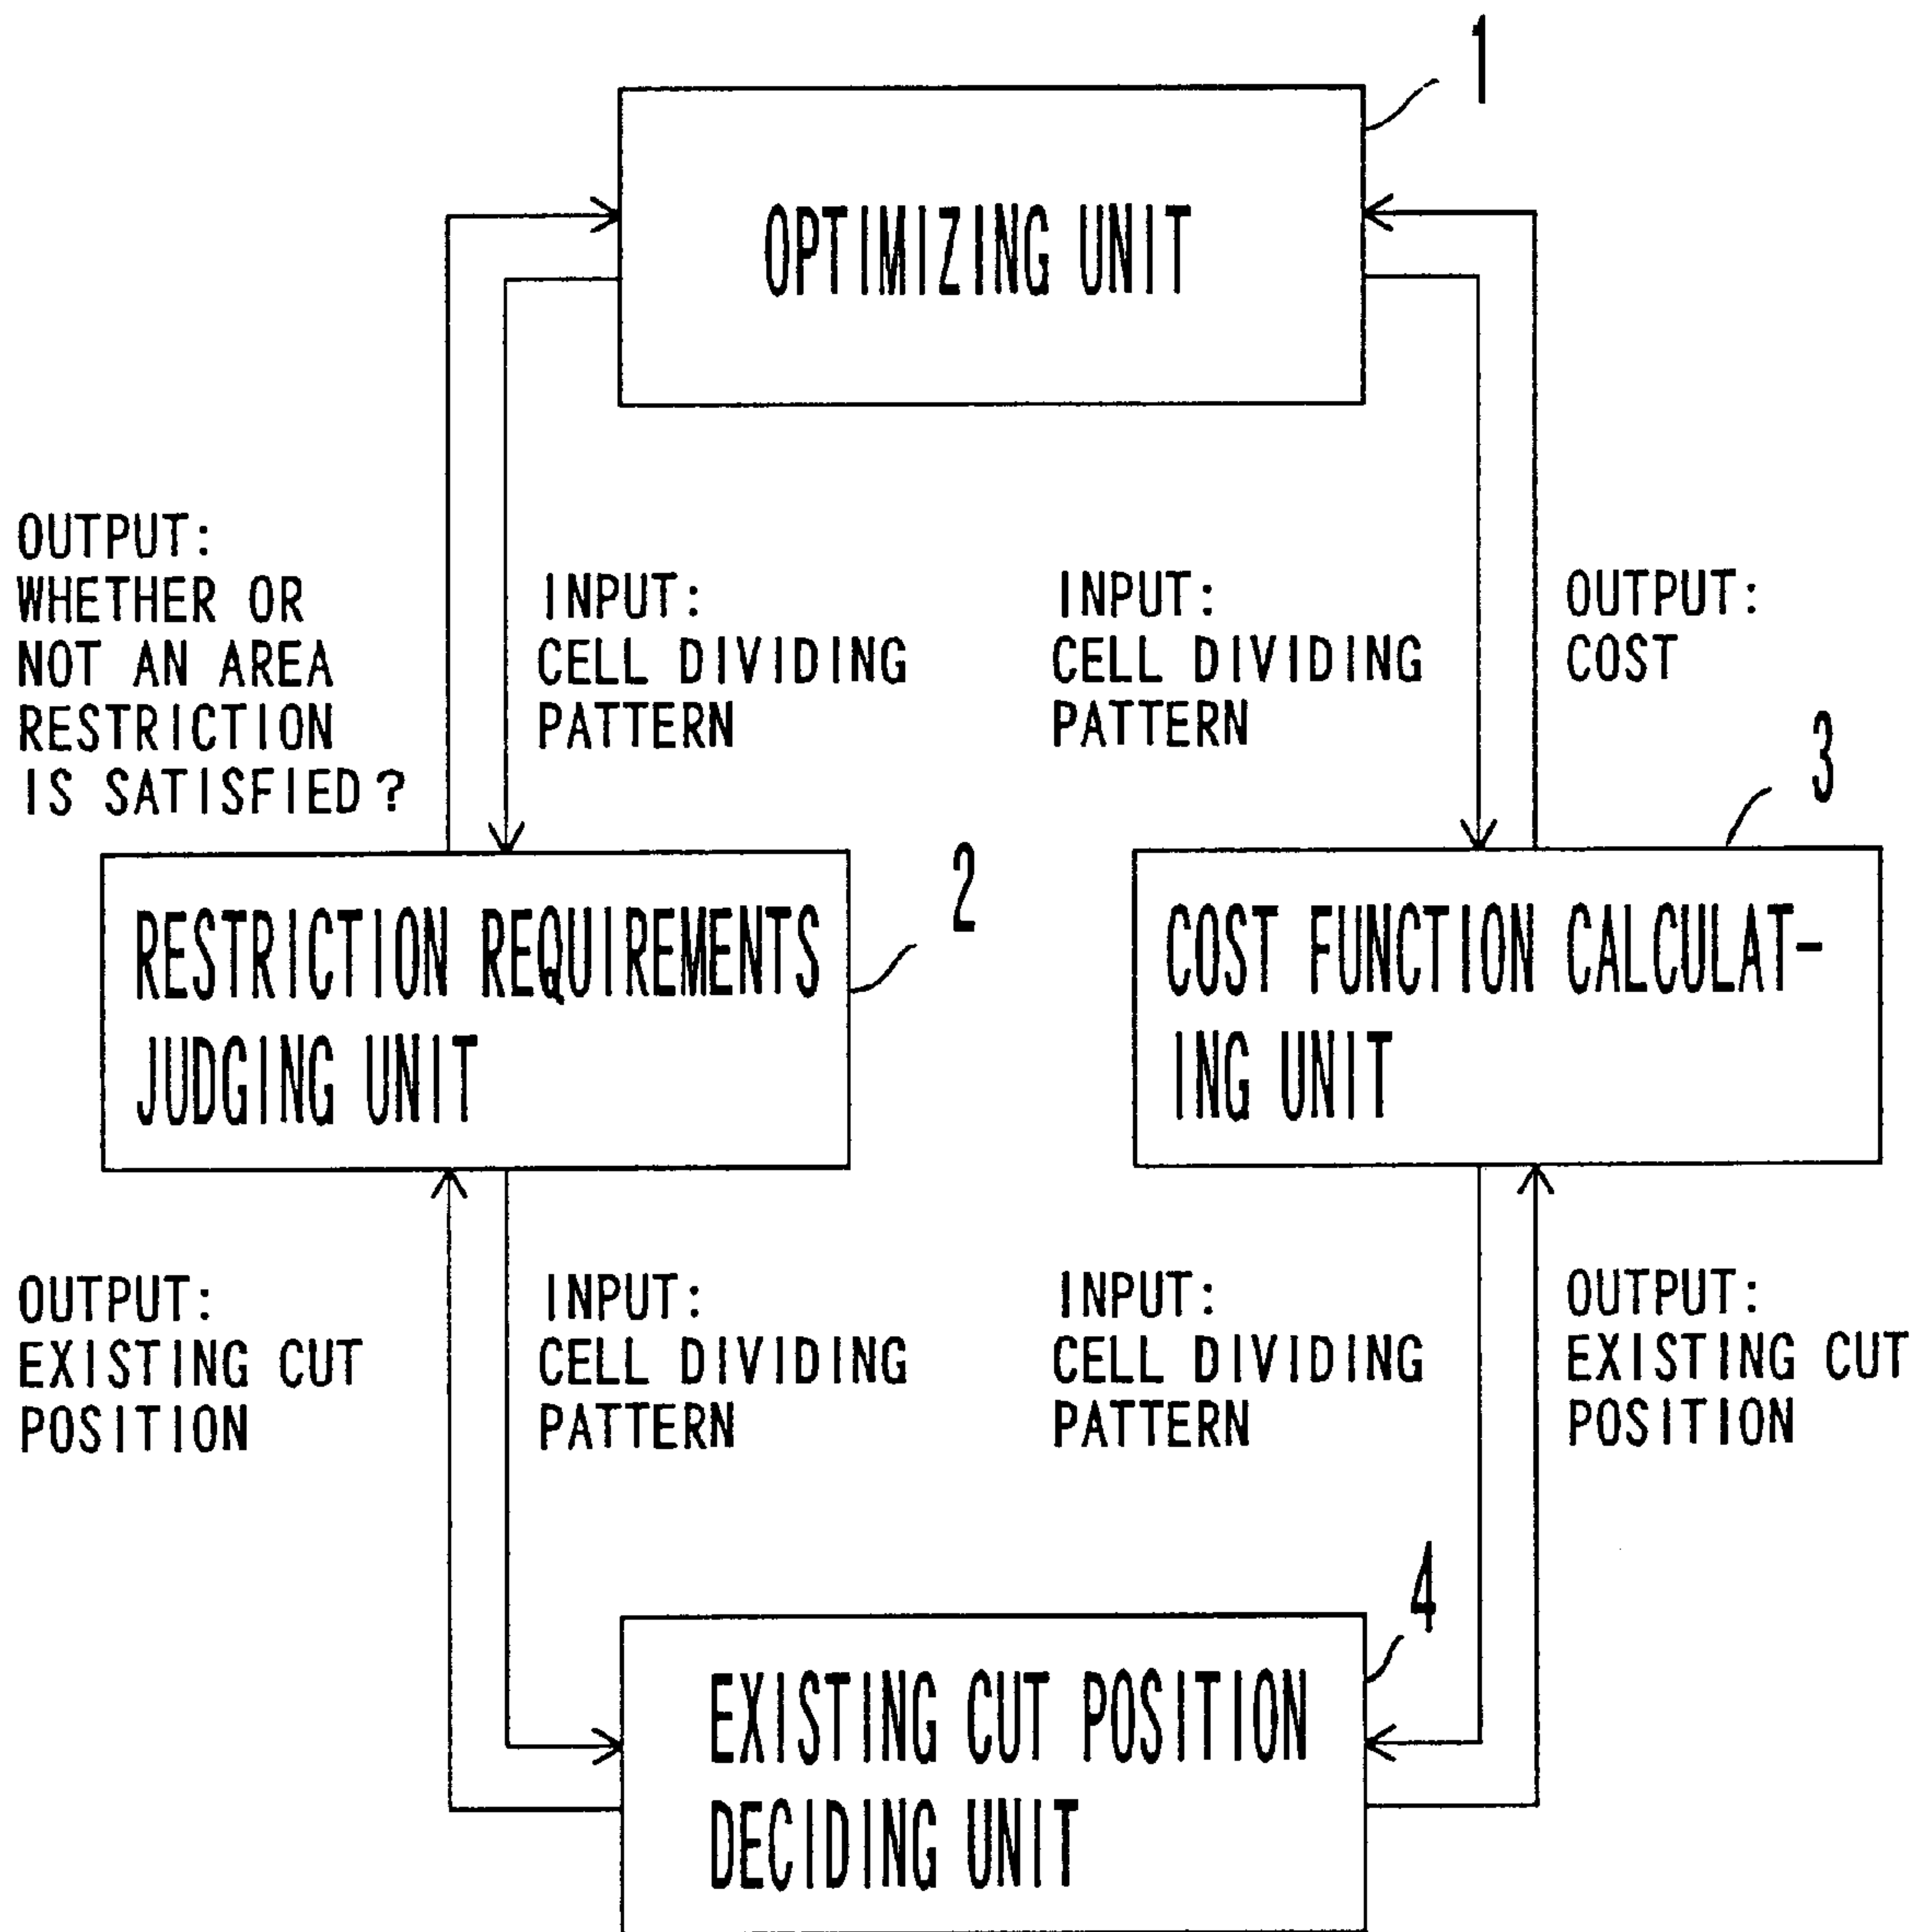 1
OPTIMIZING UNIT
OUTPUT:
WHETHER OR
NOT AN AREA
RESTRICTION
IS SATISFIED?
INPUT:
CELL DIVIDING
PATTERN
INPUT:
CELL DIVIDING
PATTERN
OUTPUT:
COST
2
RESTRICTION REQUIREMENTS
JUDGING UNIT
3
COST FUNCTION CALCULAT-
ING UNIT
OUTPUT:
EXISTING CUT
POSITION
INPUT:
CELL DIVIDING
PATTERN
INPUT:
CELL DIVIDING
PATTERN
OUTPUT:
EXISTING CUT
POSITION
4
EXISTING CUT POSITION
DECIDING UNIT